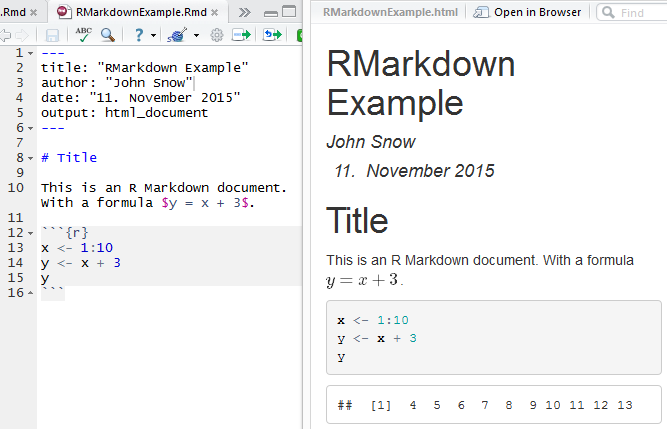 .Rmd × RMarkdownExample.Rmd × »
ABC ?
1 ---
2 title: "RMarkdown Example"
3 author: "John Snow"
4 date: "11. November 2015"
5 output: html_document
6 ---
7
8 # Title
9
10 This is an R Markdown document.
With a formula $y = x + 3$.
11
12 ```{r}
13 x <- 1:10
14 y <- x + 3
15 y
16 ```
RMarkdownExample.html Open in Browser Find
RMarkdown
Example
John Snow
11. November 2015
Title
This is an R Markdown document. With a formula
y = x + 3.
x <- 1:10
y <- x + 3
y
## [1] 4 5 6 7 8 9 10 11 12 13